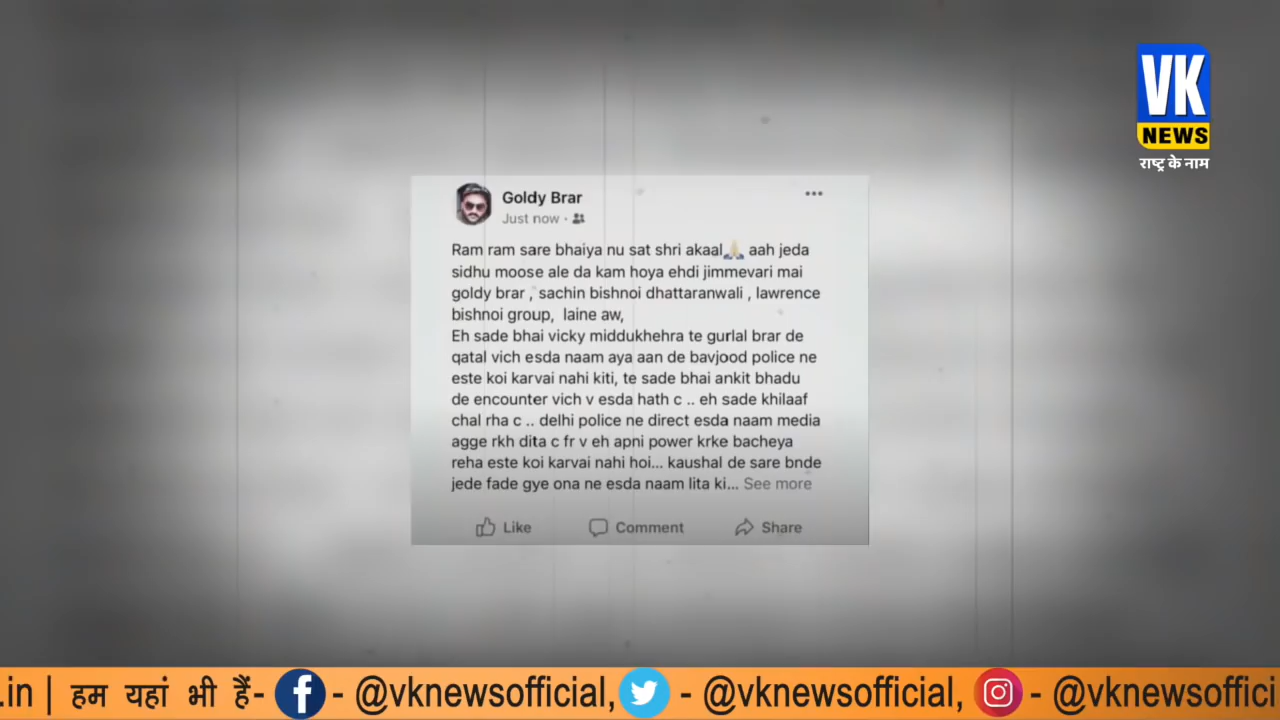 VK
NEWS
राष्ट्र के नाम
Goldy Brar
Just now ·
Ram ram sare bhaiya nu sat shri akaal🙏 aah jeda
sidhu moose ale da kam hoya ehdi jimmevari mai
goldy brar , sachin bishnoi dhattaranwali , lawrence
bishnoi group, laine aw,
Eh sade bhai vicky middukhehra te gurlal brar de
qatal vich esda naam aya aan de bavjood police ne
este koi karvai nahi kiti, te sade bhai ankit bhadu
de encounter vich v esda hath c .. eh sade khilaaf
chal rha c .. delhi police ne direct esda naam media
agge rkh dita c fr v eh apni power krke bacheya
reha este koi karvai nahi hoi... kaushal de sare bnde
jede fade gye ona ne esda naam lita ki... See more
Like Comment Share
.in | हम यहां भी हैं- - @vknewsofficial, - @vknewsofficial, - @vknewsoffici